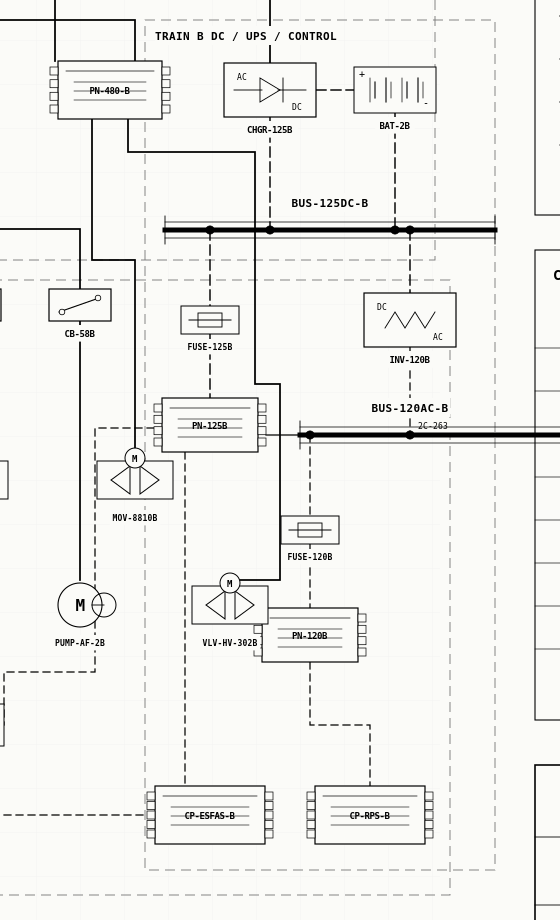 TRAIN B DC / UPS / CONTROL
AC
DC
+
-
PN-480-B
CHGR-125B
BAT-2B
BUS-125DC-B
DC
AC
CB-58B
FUSE-125B
INV-120B
BUS-120AC-B
2C-263
PN-125B
M
MOV-8810B
FUSE-120B
M
M
PN-120B
PUMP-AF-2B
VLV-HV-302B
CP-ESFAS-B
CP-RPS-B